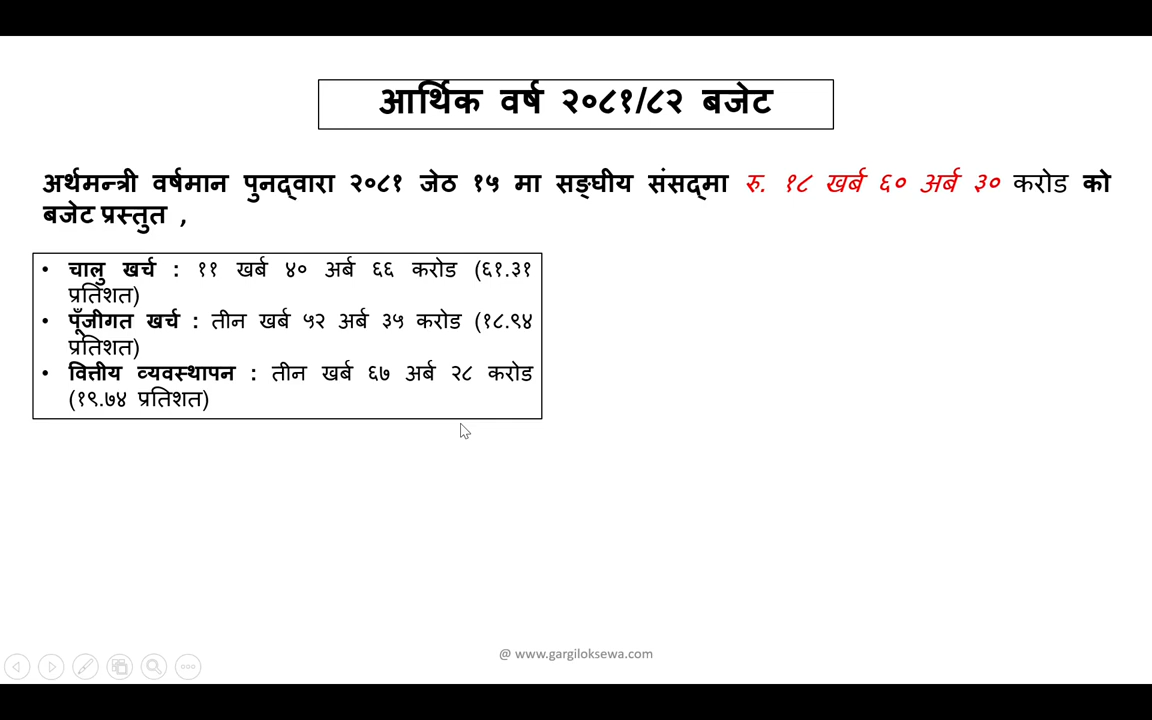 आर्थिक वर्ष २०८१/८२ बजेट
अर्थमन्त्री वर्षमान पुनद्वारा २०८१ जेठ १५ मा सङ्घीय संसद्मा रु. १८ खर्ब ६० अर्ब ३० करोड को
बजेट प्रस्तुत ,
• चालु खर्च : ११ खर्ब ४० अर्ब ६६ करोड (६१.३१
प्रतिशत)
• पूँजीगत खर्च : तीन खर्ब ५२ अर्ब ३५ करोड (१८.९४
प्रतिशत)
• वित्तीय व्यवस्थापन : तीन खर्ब ६७ अर्ब २८ करोड
(१९.७४ प्रतिशत)
@ www.gargiloksewa.com